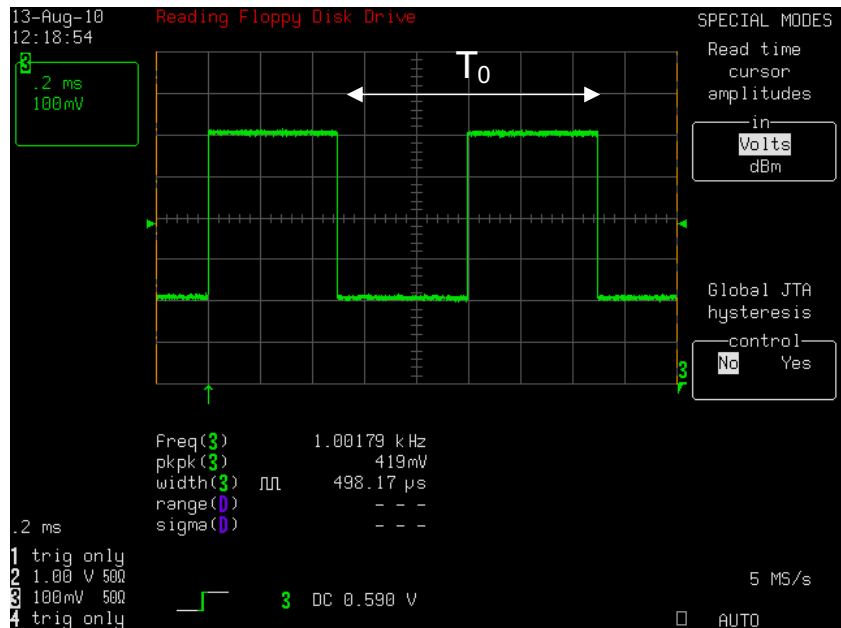 13-Aug-10
12:18:54
Reading Floppy Disk Drive
3
.2 ms
100mV
T₀
SPECIAL MODES
Read time
cursor
amplitudes
in
Volts
dBm
Global JTA
hysteresis
control
No Yes
3
Freq(3) 1.00179 kHz
pkpk(3) 419mV
width(3) 498.17 µs
range(D) - - -
sigma(D) - - -
.2 ms
1 trig only
2 1.00 V 50Ω
3 100mV 50Ω
4 trig only
3 DC 0.590 V
5 MS/s
AUTO